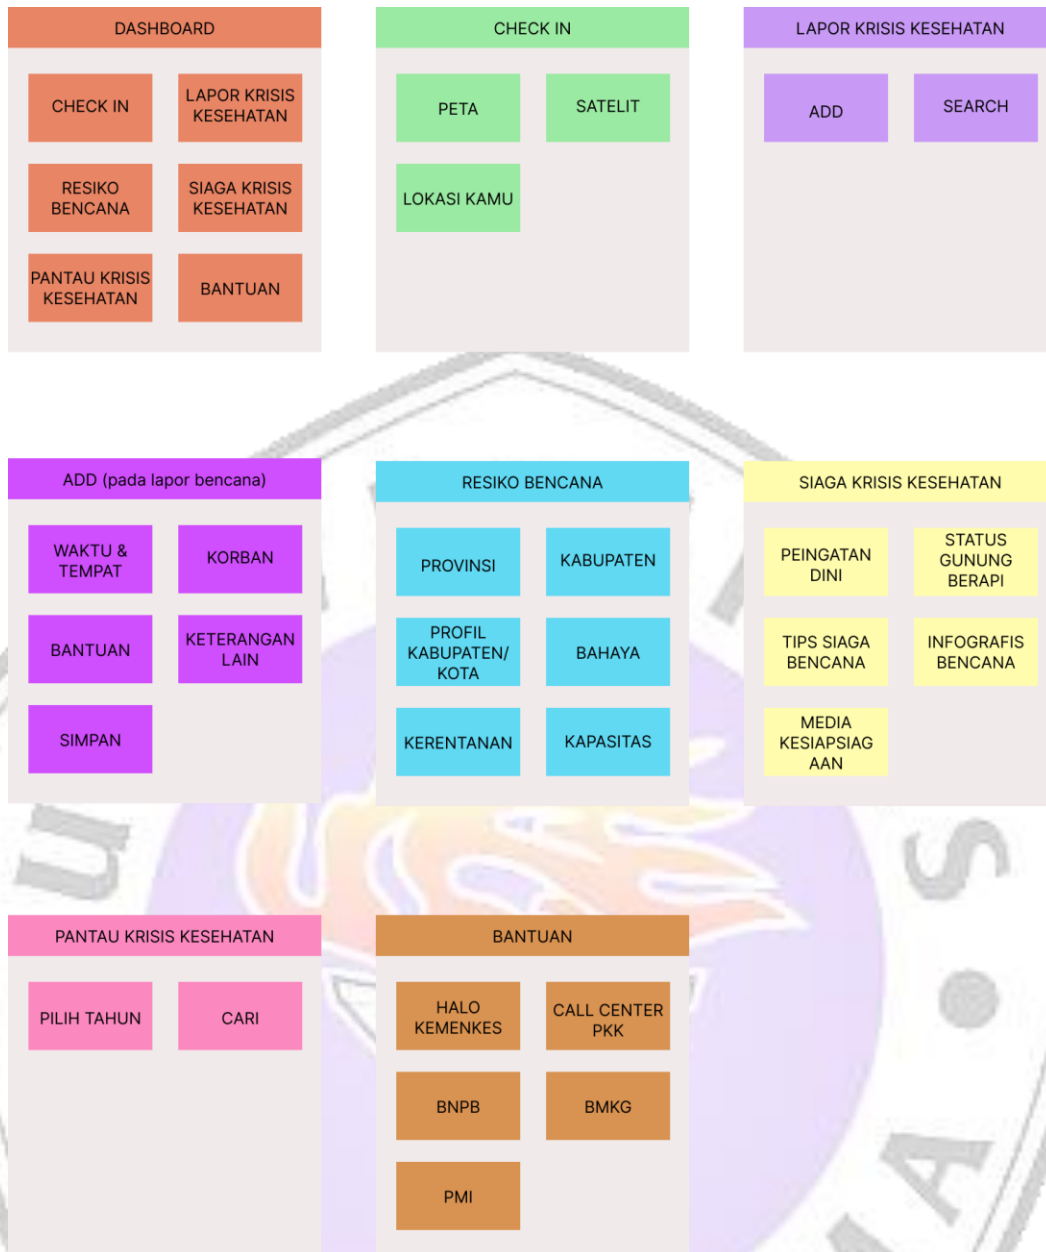 DASHBOARD
CHECK IN
LAPOR KRISIS
KESEHATAN
RESIKO
BENCANA
SIAGA KRISIS
KESEHATAN
PANTAU KRISIS
KESEHATAN
BANTUAN
CHECK IN
PETA
SATELIT
LOKASI KAMU
LAPOR KRISIS KESEHATAN
ADD
SEARCH
ADD (pada lapor bencana)
WAKTU &
TEMPAT
KORBAN
BANTUAN
KETERANGAN
LAIN
SIMPAN
RESIKO BENCANA
PROVINSI
KABUPATEN
PROFIL
KABUPATEN/
KOTA
BAHAYA
KERENTANAN
KAPASITAS
SIAGA KRISIS KESEHATAN
PEINGATAN
DINI
STATUS
GUNUNG
BERAPI
TIPS SIAGA
BENCANA
INFOGRAFIS
BENCANA
MEDIA
KESIAPSIAG
AAN
PANTAU KRISIS KESEHATAN
PILIH TAHUN
CARI
BANTUAN
HALO
KEMENKES
CALL CENTER
PKK
BNPB
BMKG
PMI